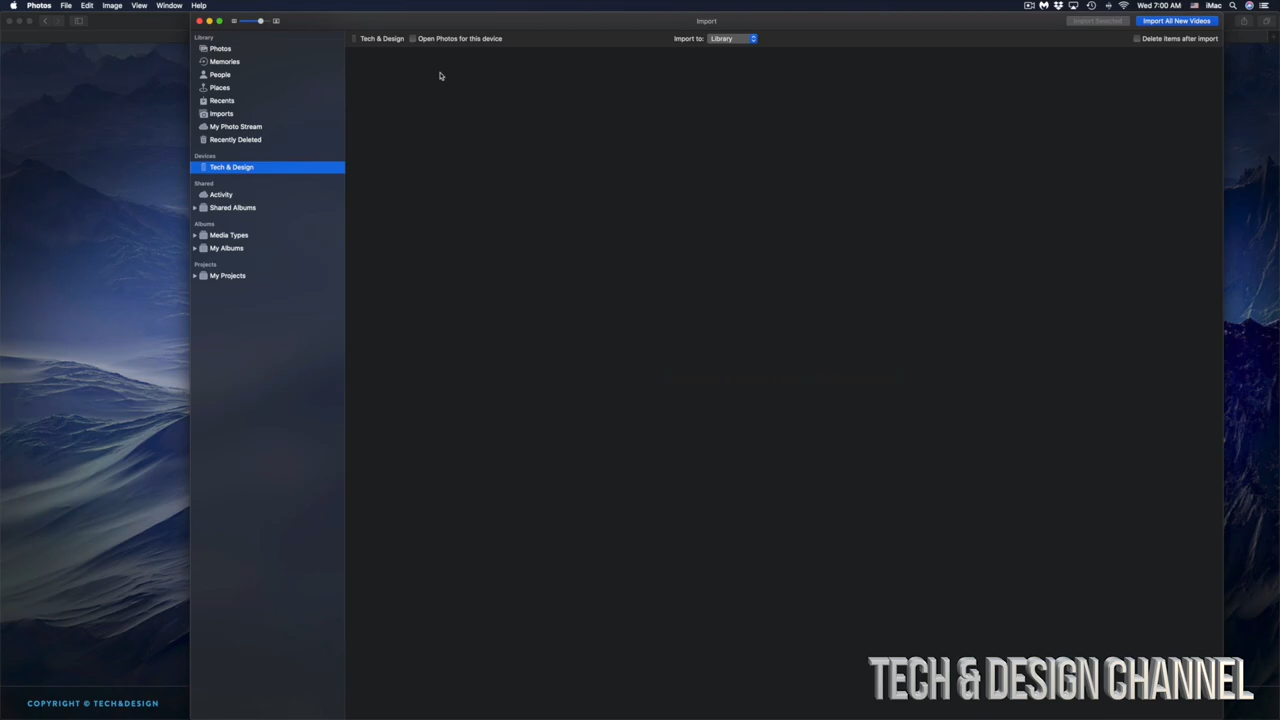 Photos File Edit Image View Window Help
Wed 7:00 AM iMac
Import
Import Selected
Import All New Videos
Tech & Design Open Photos for this device
Import to: Library
Delete items after import
Library
Photos
Memories
People
Places
Recents
Imports
My Photo Stream
Recently Deleted
Devices
Tech & Design
Shared
Activity
Shared Albums
Albums
Media Types
My Albums
Projects
My Projects
COPYRIGHT © TECH&DESIGN
TECH & DESIGN CHANNEL